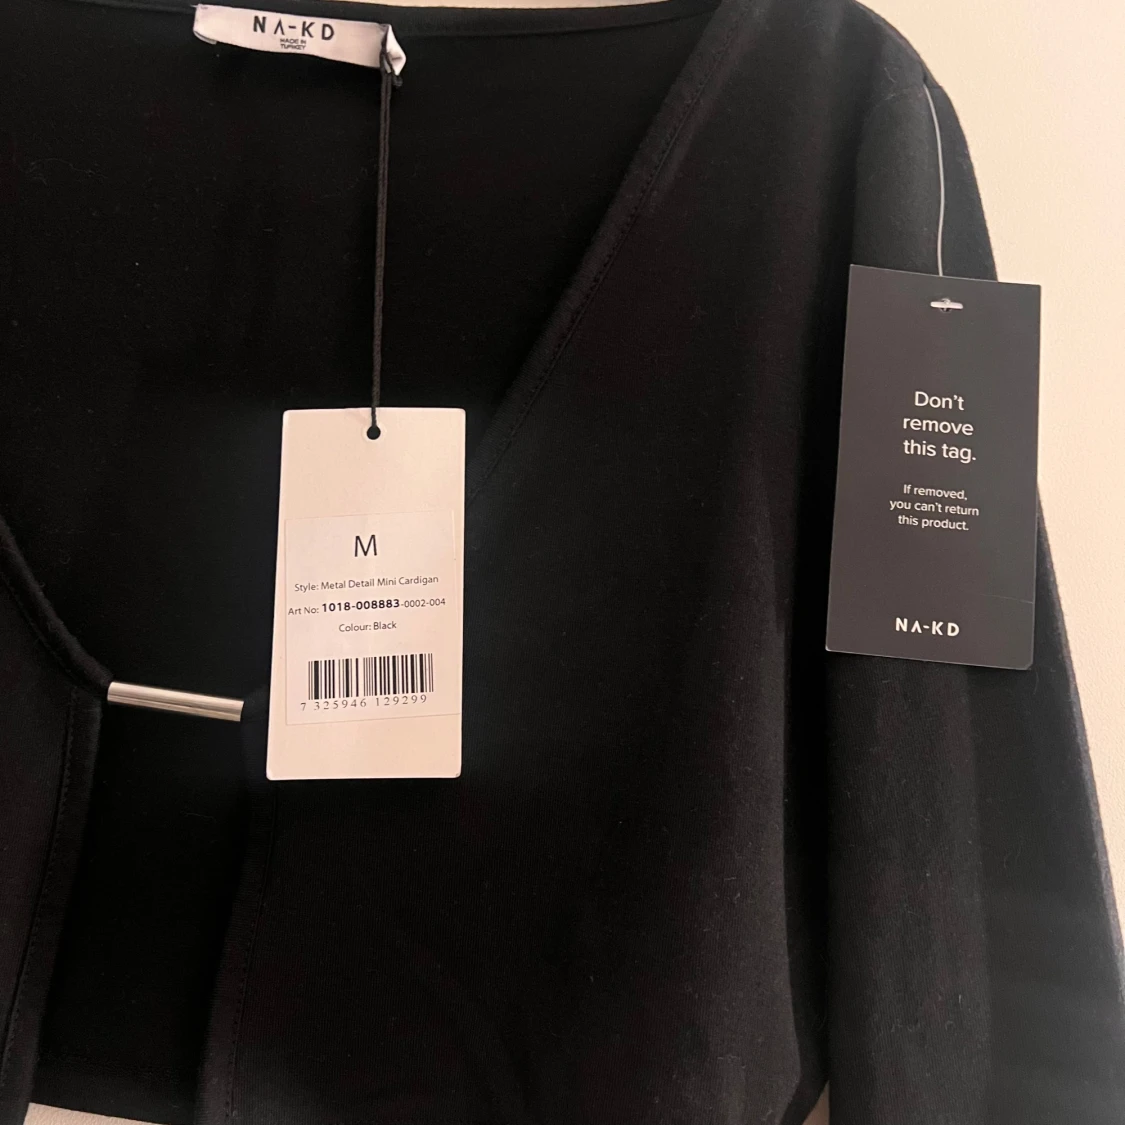 NA-KD
MADE IN
TURKEY
M
Style: Metal Detail Mini Cardigan
Art No: 1018-008883-0002-004
Colour: Black
7 325946 129299
Don't
remove
this tag.
If removed,
you can't return
this product.
NA-KD